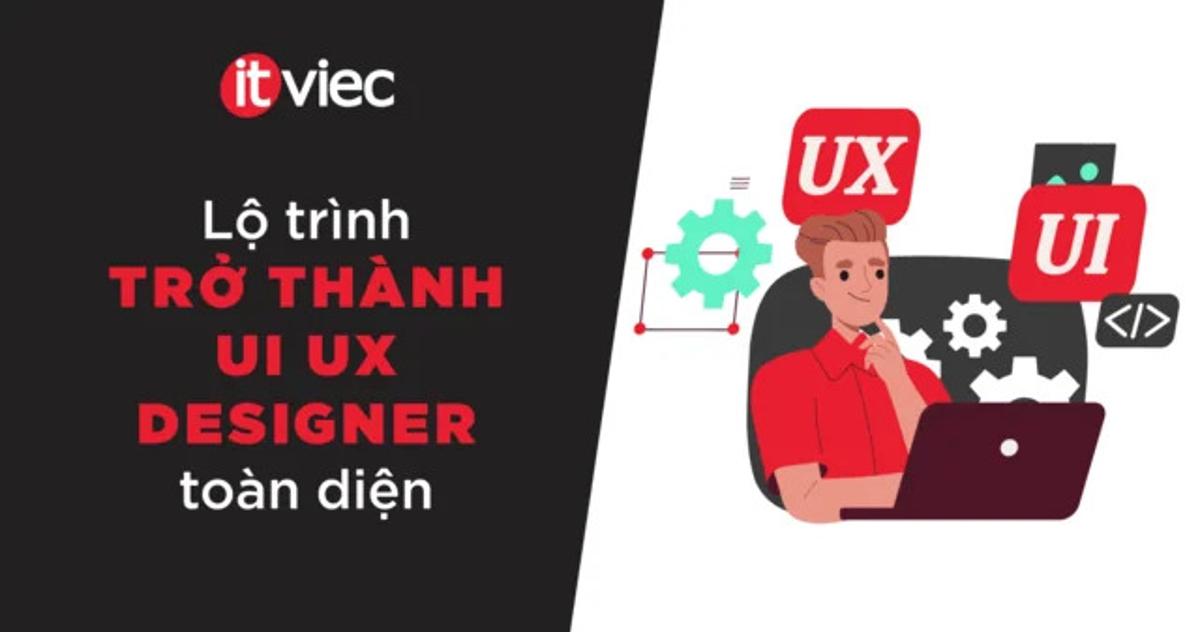 itviec
Lộ trình
TRỞ THÀNH
UI UX
DESIGNER
toàn diện
UX
UI
</>